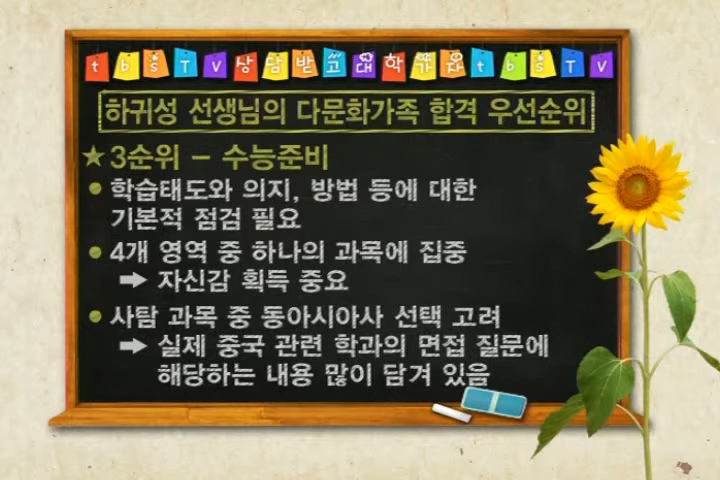 tbsTV상담받고대학가자tbsTV
하귀성 선생님의 다문화가족 합격 우선순위
★3순위 - 수능준비
• 학습태도와 의지, 방법 등에 대한
기본적 점검 필요
• 4개 영역 중 하나의 과목에 집중
➡ 자신감 획득 중요
• 사탐 과목 중 동아시아사 선택 고려
➡ 실제 중국 관련 학과의 면접 질문에
해당하는 내용 많이 담겨 있음